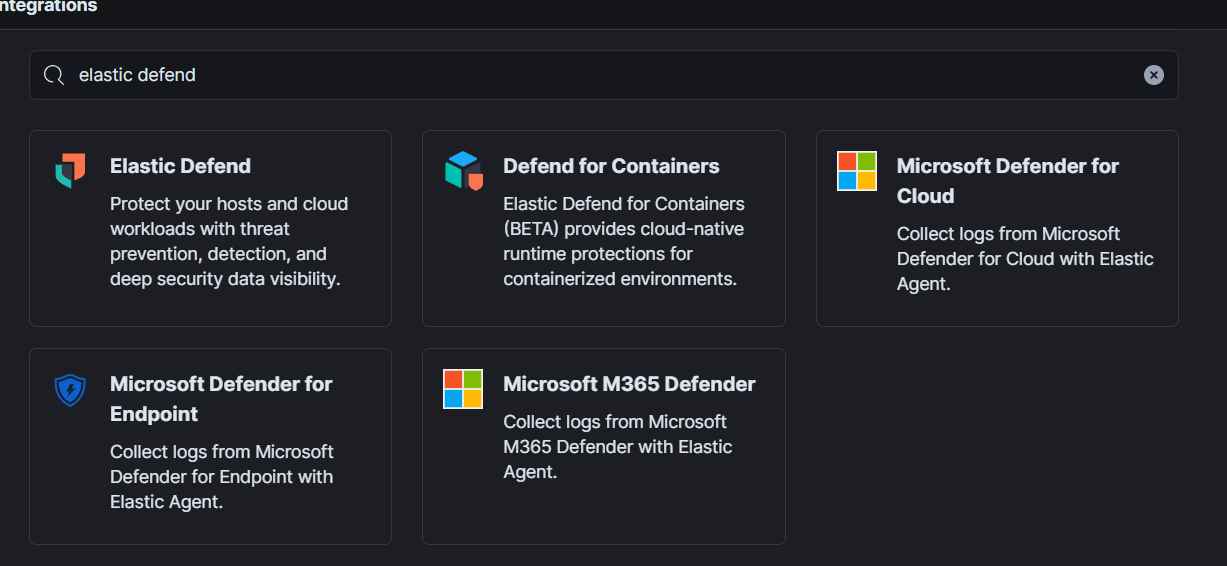 ntegrations
elastic defend
Elastic Defend
Protect your hosts and cloud
workloads with threat
prevention, detection, and
deep security data visibility.
Defend for Containers
Elastic Defend for Containers
(BETA) provides cloud-native
runtime protections for
containerized environments.
Microsoft Defender for
Cloud
Collect logs from Microsoft
Defender for Cloud with Elastic
Agent.
Microsoft Defender for
Endpoint
Collect logs from Microsoft
Defender for Endpoint with
Elastic Agent.
Microsoft M365 Defender
Collect logs from Microsoft
M365 Defender with Elastic
Agent.